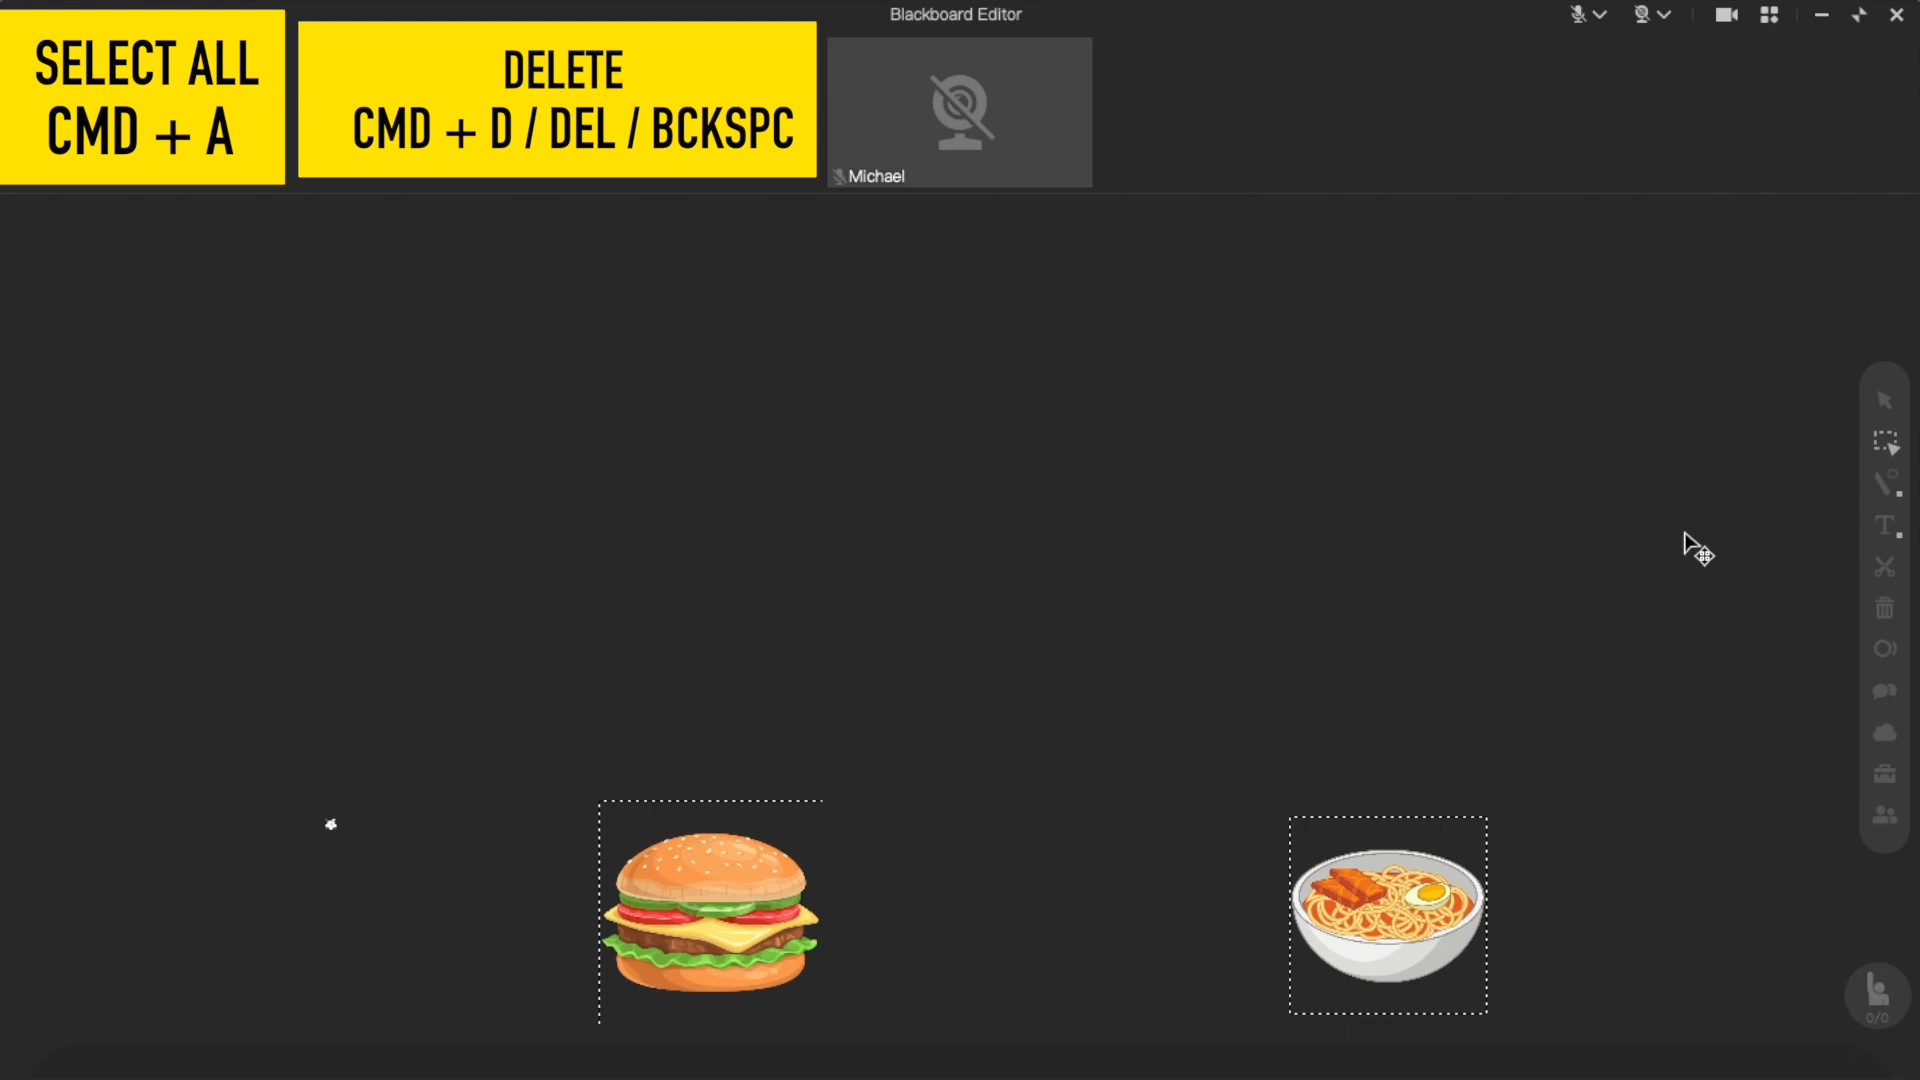 Blackboard Editor
SELECT ALL
CMD + A
DELETE
CMD + D / DEL / BCKSPC
Michael
T
0/0